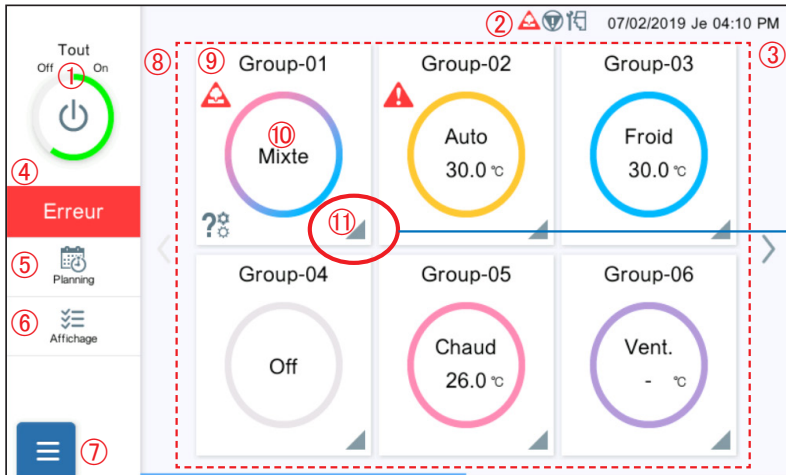 ② 07/02/2019 Je 04:10 PM
Tout
Off ① On
④
Erreur
⑤ Planning
⑥ Affichage
⑦
⑧ ③
⑨ Group-01
⑩
Mixte
?
⑪
Group-02
Auto
30.0 ℃
Group-03
Froid
30.0 ℃
Group-04
Off
Group-05
Chaud
26.0 ℃
Group-06
Vent.
- ℃